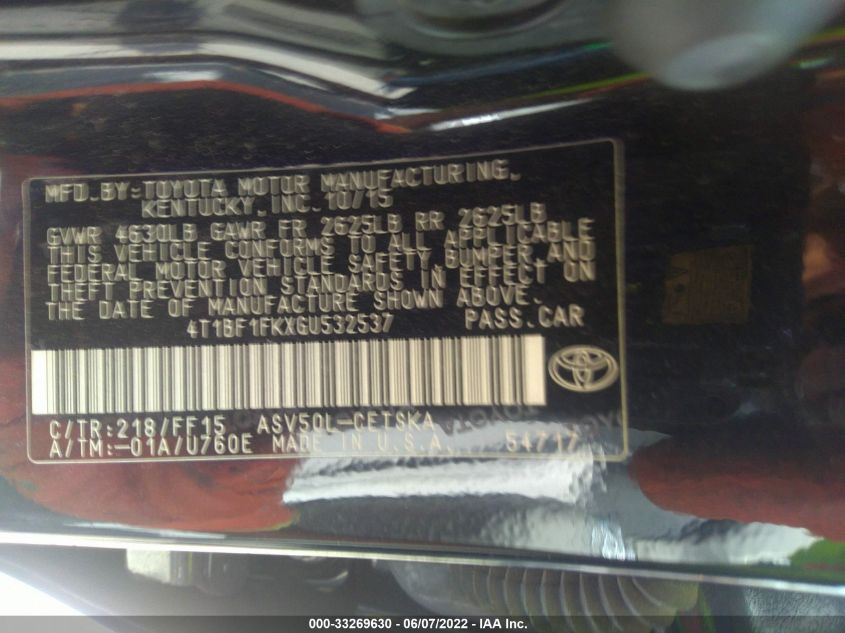 MFD.BY:TOYOTA MOTOR MANUFACTURING,
KENTUCKY, INC. 10/15
GVWR 4630LB GAWR FR 2625LB RR 2625LB
THIS VEHICLE CONFORMS TO ALL APPLICABLE
FEDERAL MOTOR VEHICLE SAFETY, BUMPER, AND
THEFT PREVENTION STANDARDS IN EFFECT ON
THE DATE OF MANUFACTURE SHOWN ABOVE.
4T1BF1FKXGU532537 PASS.CAR
C/TR:218/FF15 ASV50L-CETSKA
A/TM:-01A/U760E MADE IN U.S.A. 54717
000-33269630 - 06/07/2022 - IAA Inc.